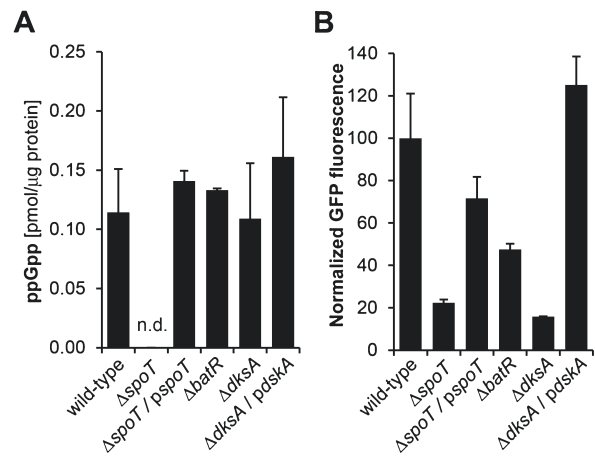 A
ppGpp [pmol/µg protein]
0.25
0.20
0.15
0.10
0.05
0.00
n.d.
wild-type
ΔspoT
ΔspoT / pspoT
ΔbatR
ΔdksA
ΔdksA / pdskA
B
Normalized GFP fluorescence
140
120
100
80
60
40
20
0
wild-type
ΔspoT
ΔspoT / pspoT
ΔbatR
ΔdksA
ΔdksA / pdskA